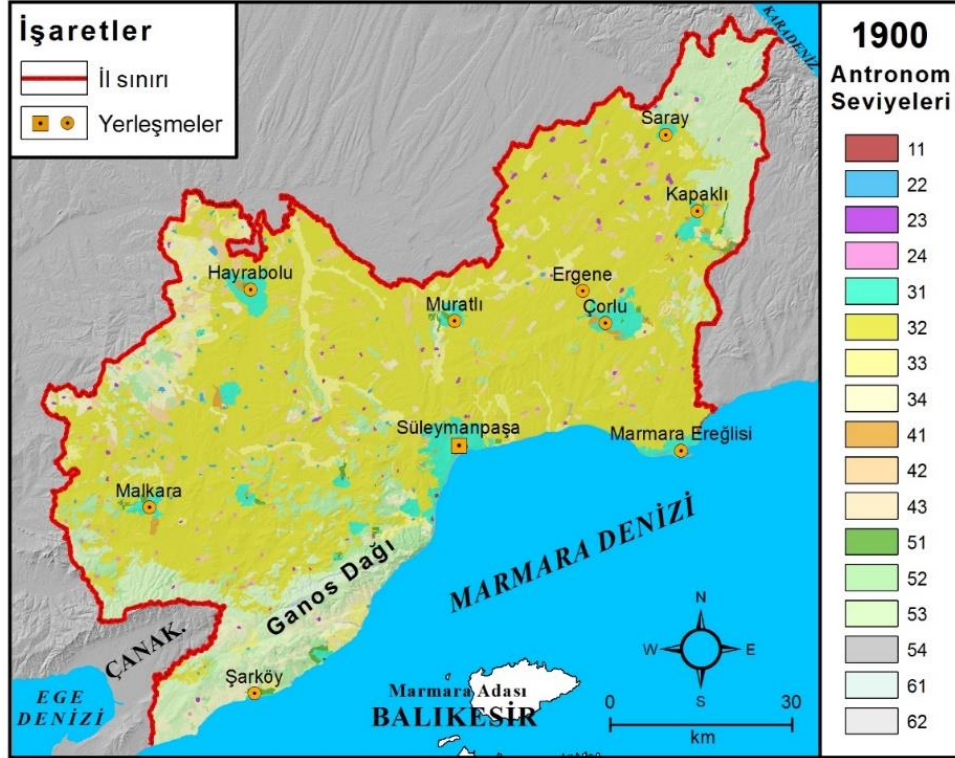 İşaretler
İl sınırı
Yerleşmeler
KARADENİZ
Saray
Kapaklı
Hayrabolu
Ergene
Muratlı
Çorlu
Süleymanpaşa
Marmara Ereğlisi
Malkara
MARMARA DENİZİ
Ganos Dağı
ÇANAK.
Şarköy
EGE
DENİZİ
Marmara Adası
BALIKESİR
N
W
E
S
0
30
km
1900
Antronom
Seviyeleri
11
22
23
24
31
32
33
34
41
42
43
51
52
53
54
61
62